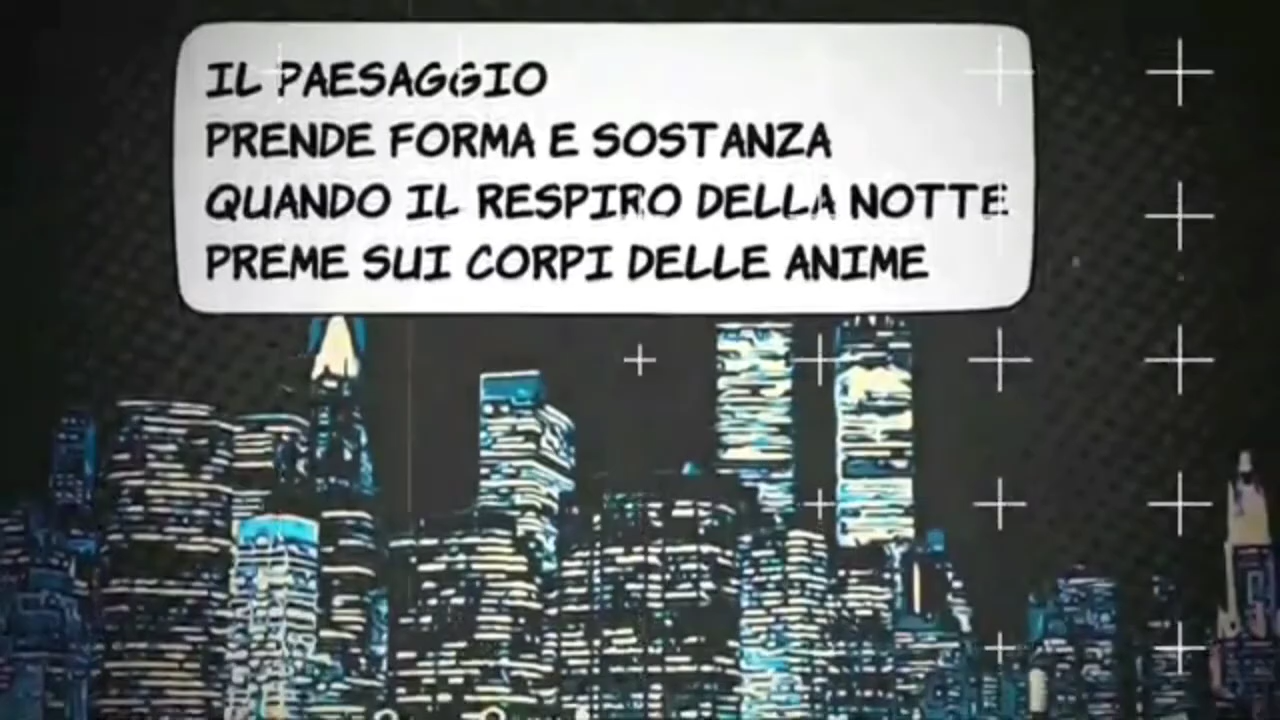 IL PAESAGGIO
PRENDE FORMA E SOSTANZA
QUANDO IL RESPIRO DELLA NOTTE
PREME SUI CORPI DELLE ANIME